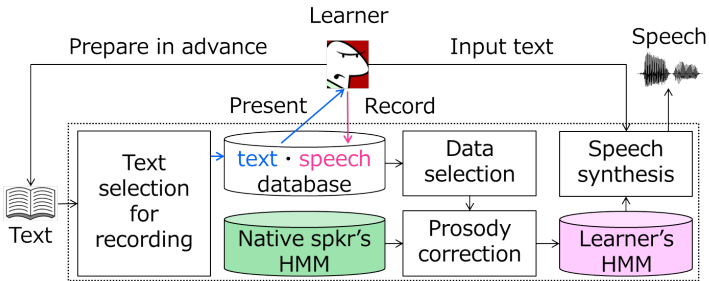 Learner
Prepare in advance
Input text
Speech
Present
Record
Text
selection
for
recording
text・speech
database
Data
selection
Speech
synthesis
Text
Native spkr's
HMM
Prosody
correction
Learner's
HMM